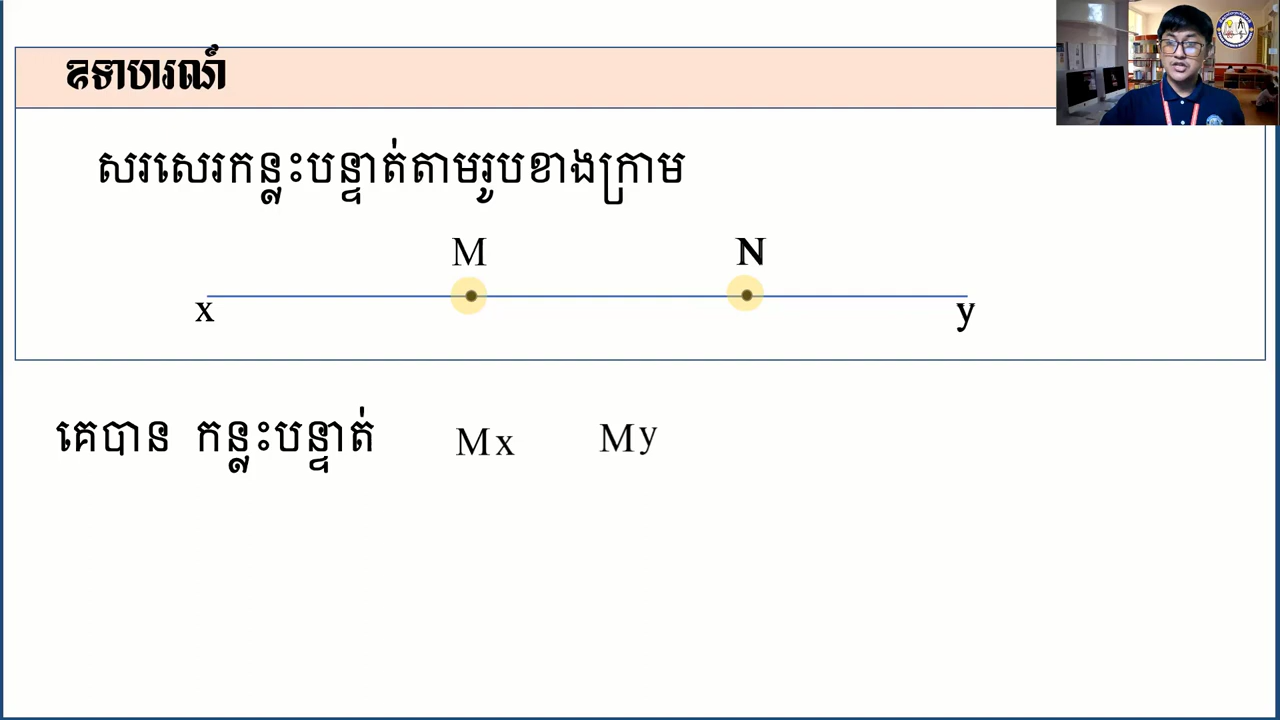 ឧទាហរណ៍
សរសេរកន្លះបន្ទាត់តាមរូបខាងក្រាម
M N
x y
គេបាន កន្លះបន្ទាត់ Mx My